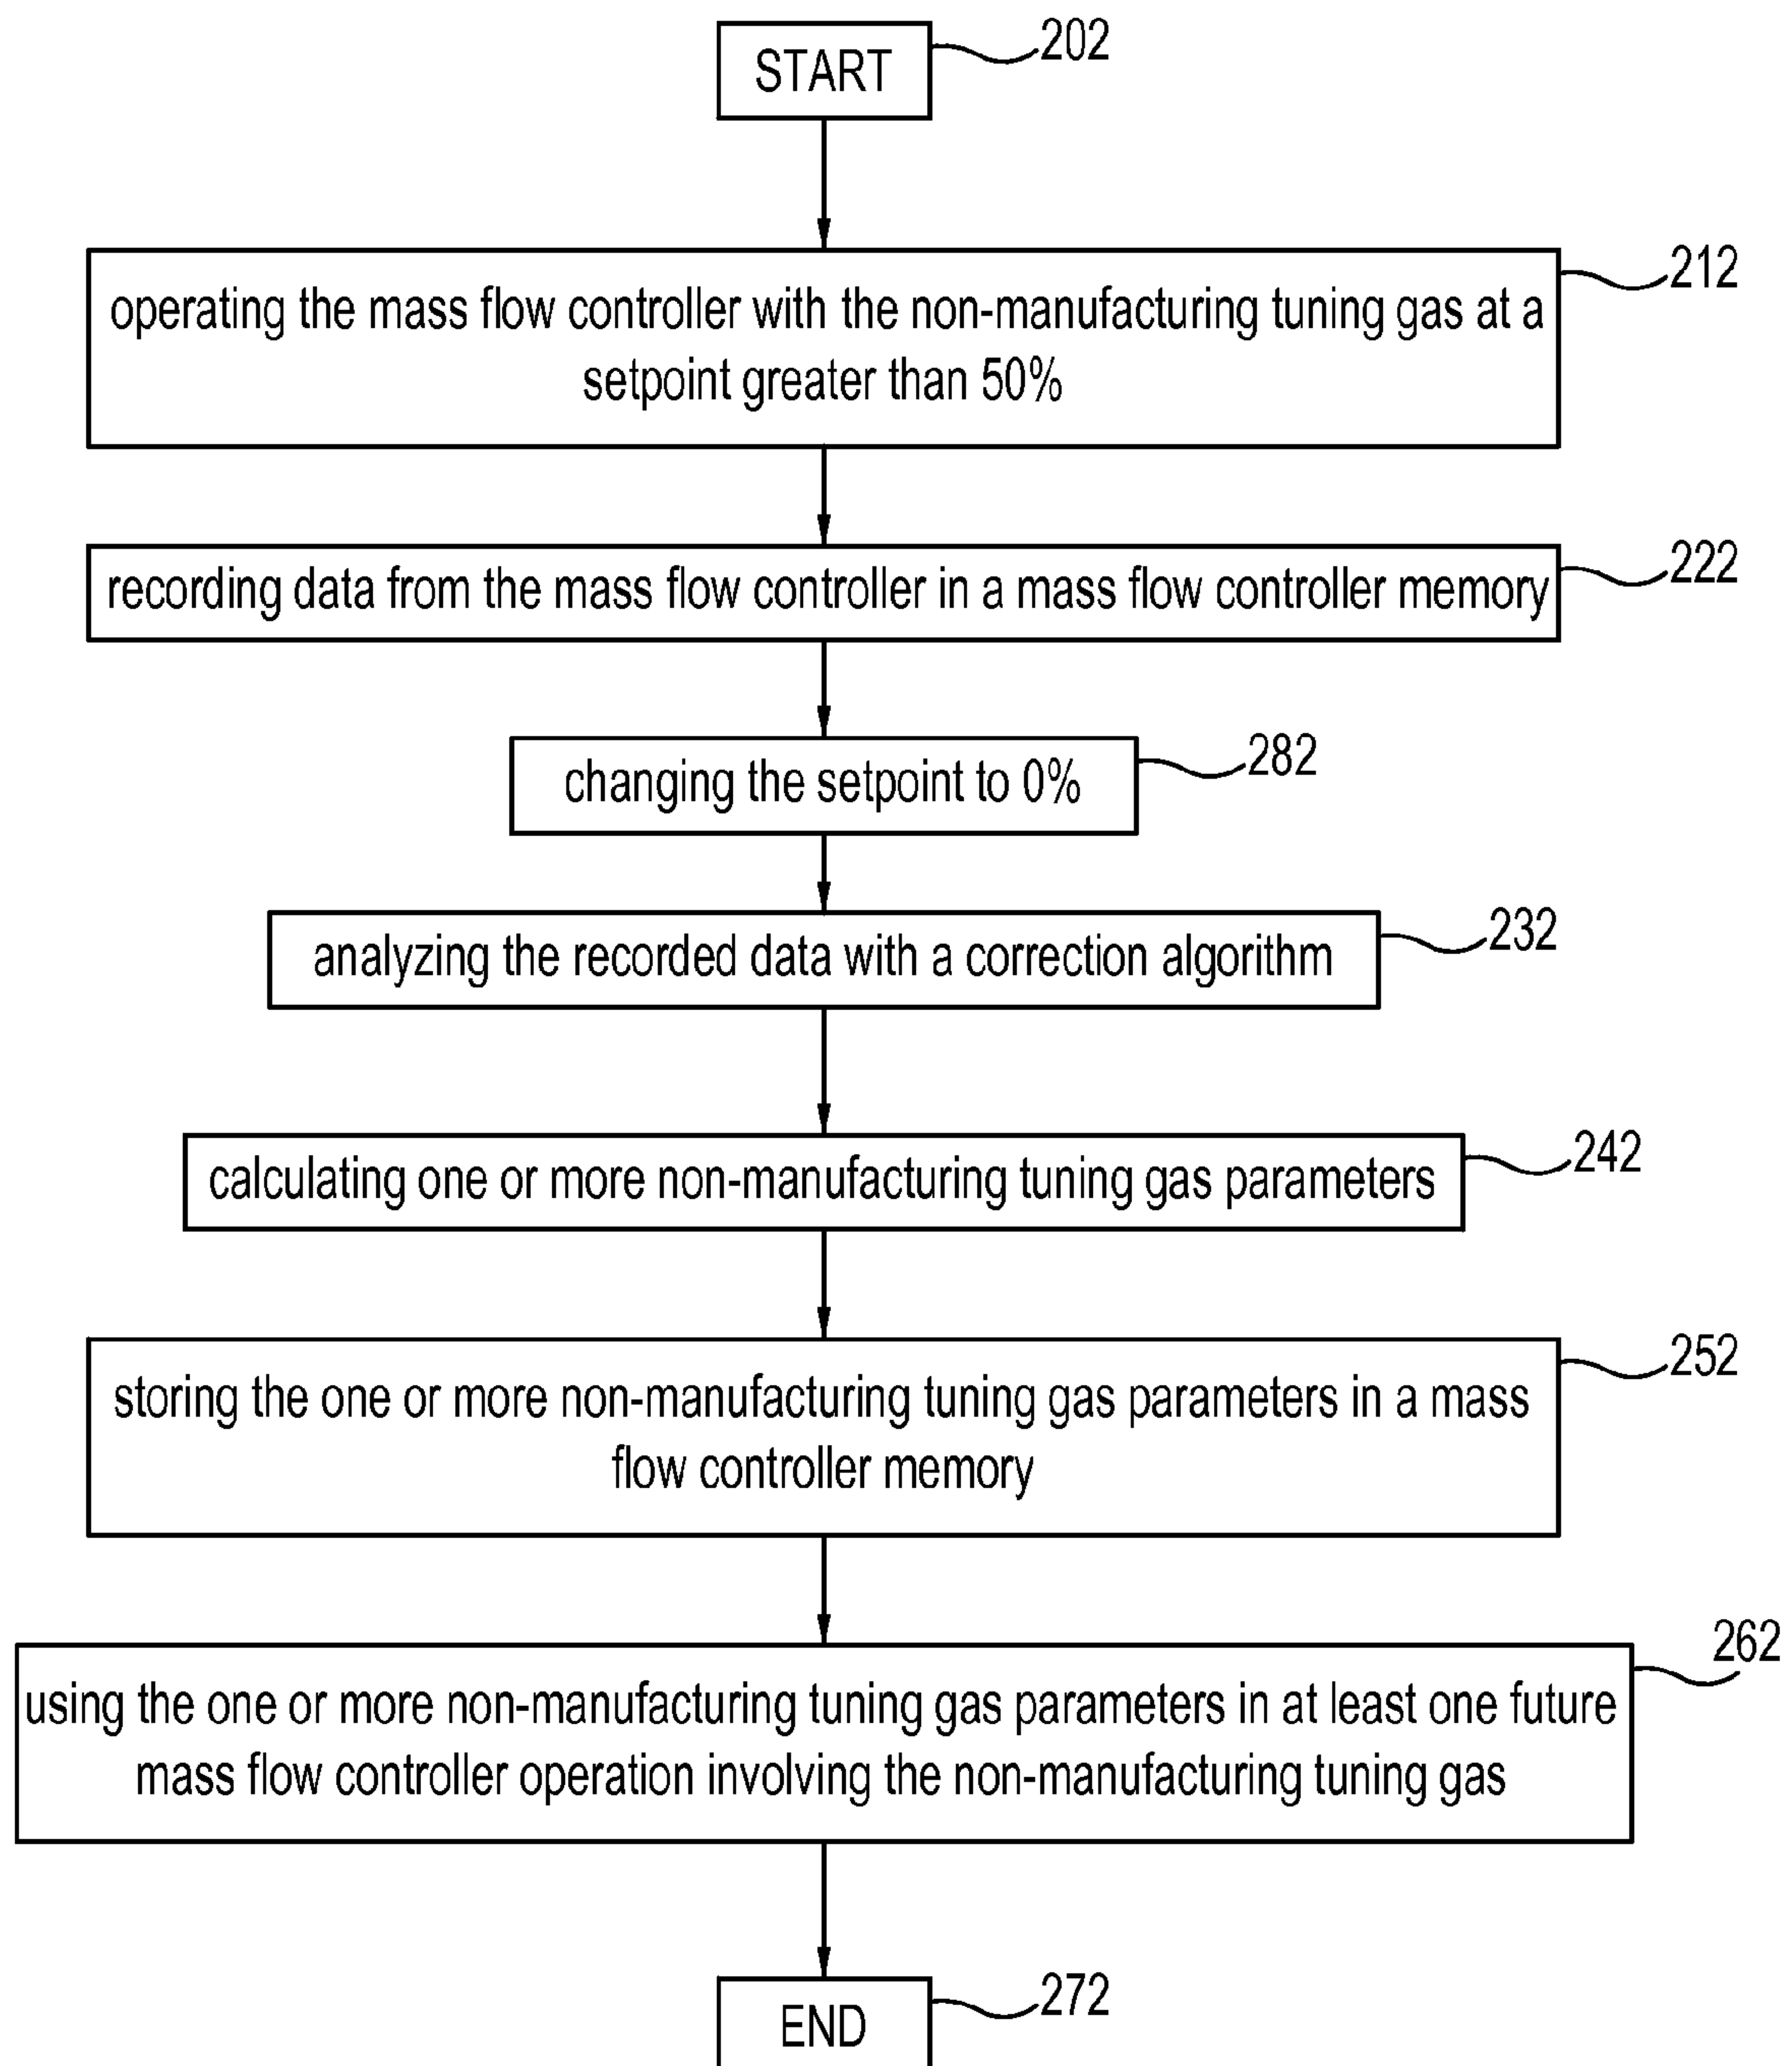 START
202
operating the mass flow controller with the non-manufacturing tuning gas at a
setpoint greater than 50%
212
recording data from the mass flow controller in a mass flow controller memory
222
changing the setpoint to 0%
282
analyzing the recorded data with a correction algorithm
232
calculating one or more non-manufacturing tuning gas parameters
242
storing the one or more non-manufacturing tuning gas parameters in a mass
flow controller memory
252
using the one or more non-manufacturing tuning gas parameters in at least one future
mass flow controller operation involving the non-manufacturing tuning gas
262
END
272